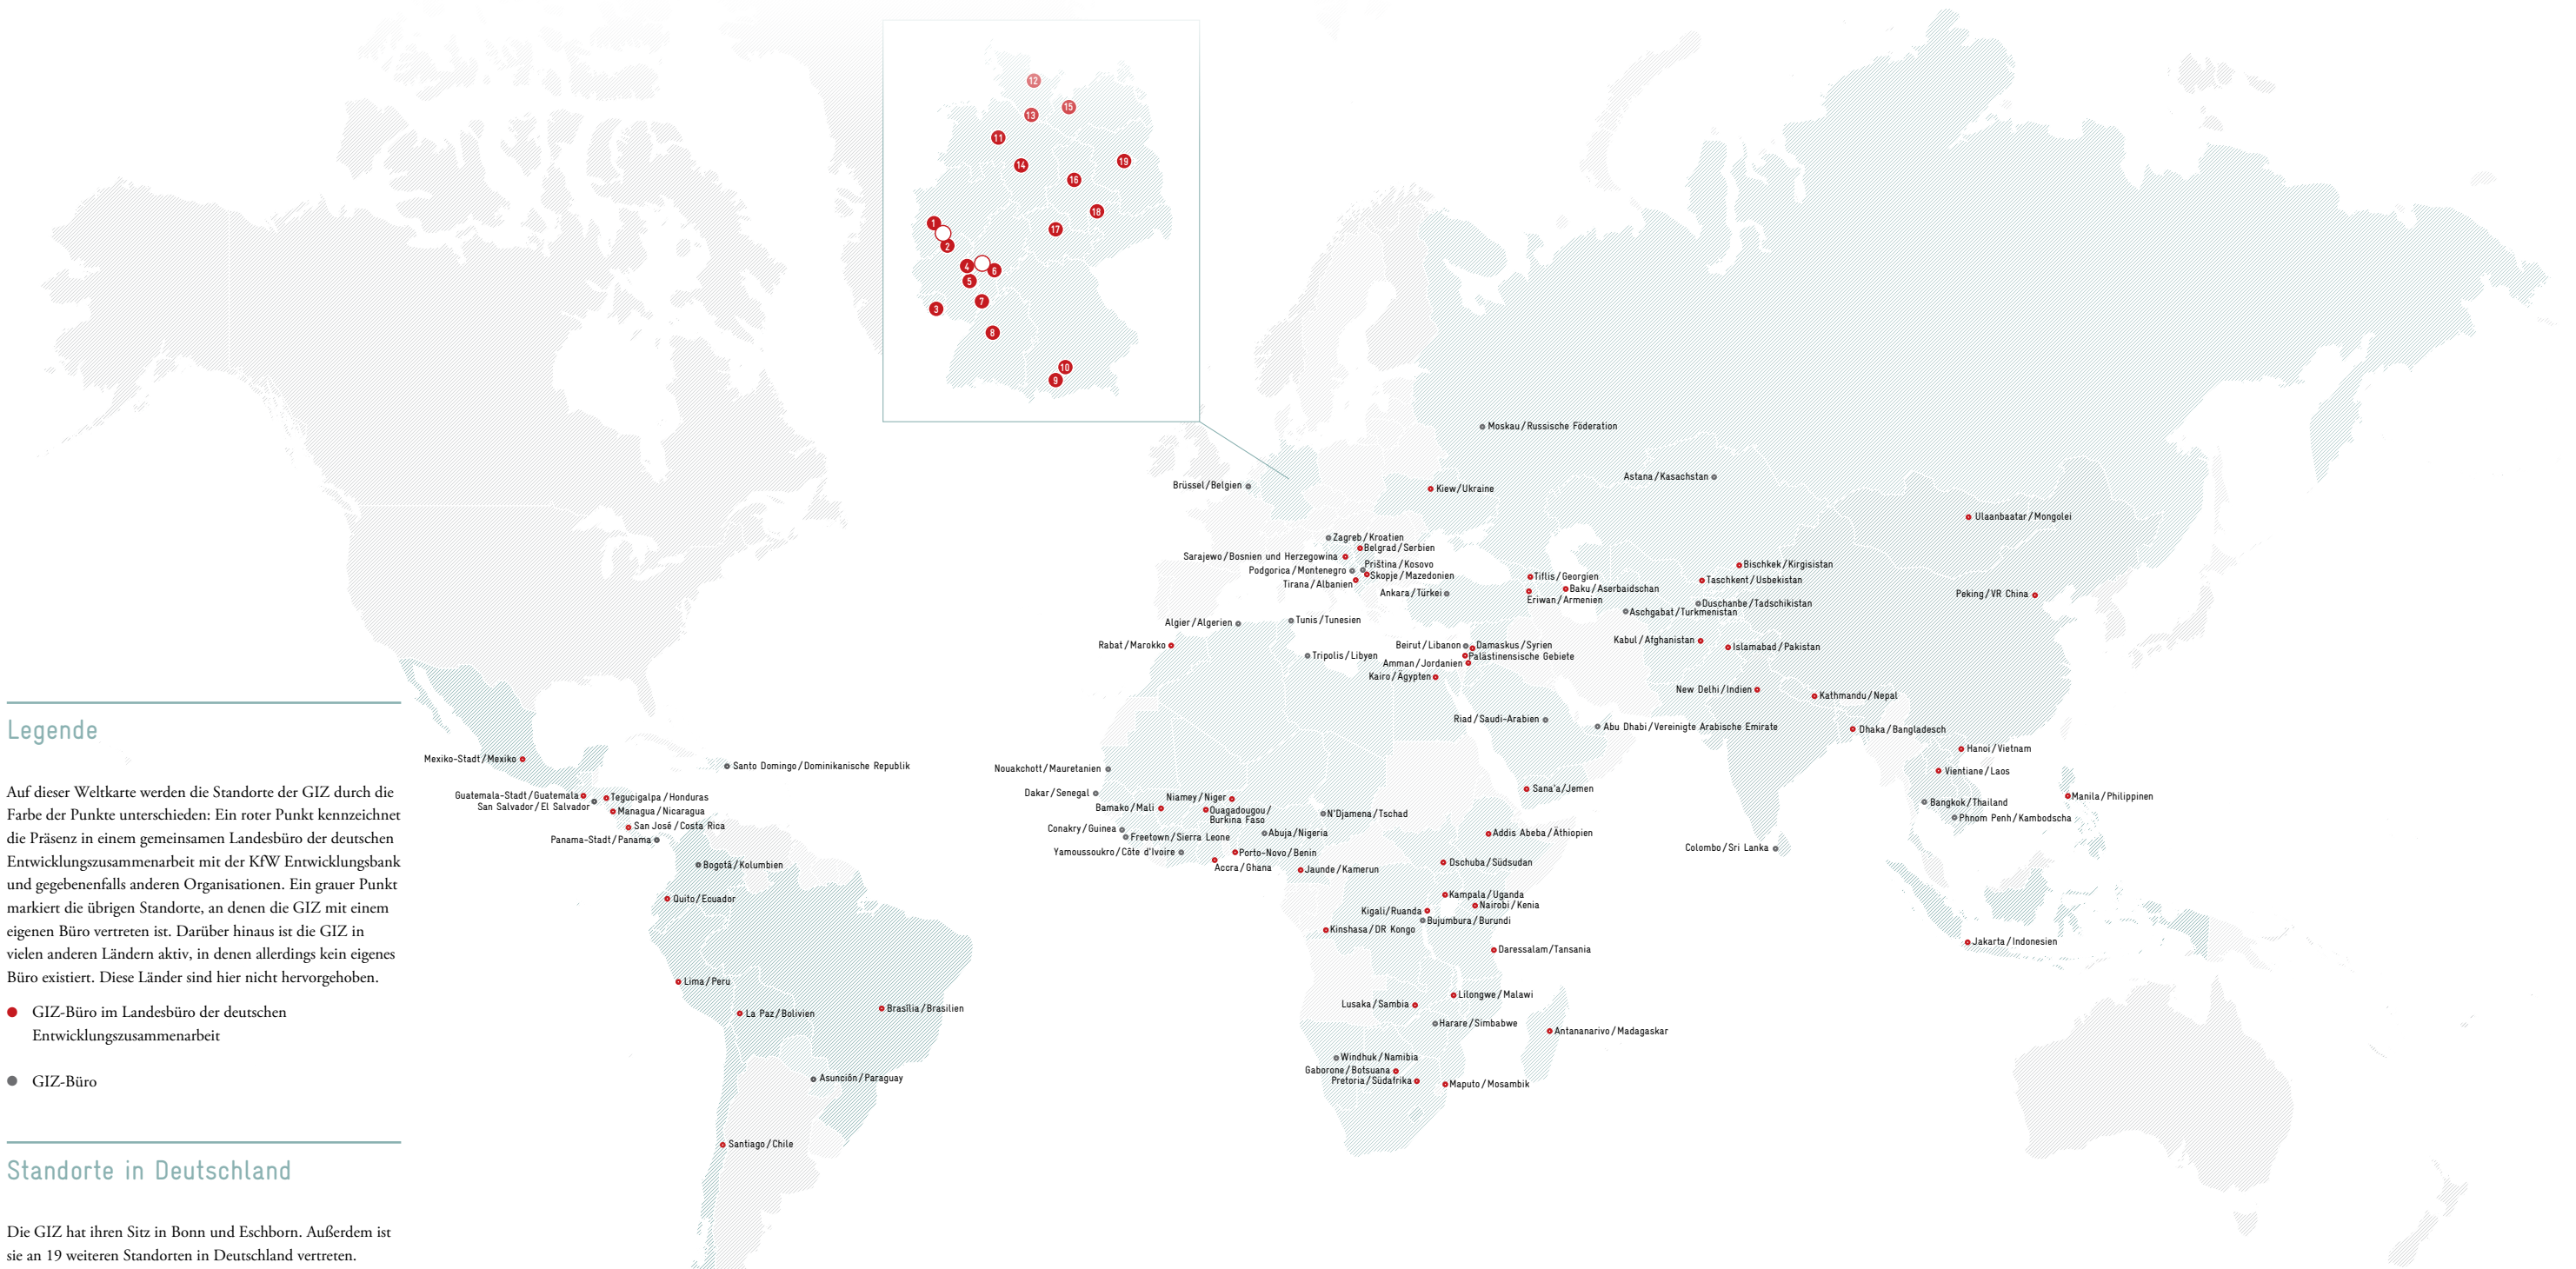 12
15
13
11
14
19
16
18
17
1
2
4
6
5
7
3
8
10
9
Moskau/Russische Föderation
Astana/Kasachstan
Brüssel/Belgien
Kiew/Ukraine
Ulaanbaatar/Mongolei
Zagreb/Kroatien
Belgrad/Serbien
Sarajewo/Bosnien und Herzegowina
Priština/Kosovo
Podgorica/Montenegro
Skopje/Mazedonien
Tirana/Albanien
Ankara/Türkei
Tiflis/Georgien
Baku/Aserbaidschan
Eriwan/Armenien
Bischkek/Kirgisistan
Taschkent/Usbekistan
Duschanbe/Tadschikistan
Aschgabat/Turkmenistan
Peking/VR China
Algier/Algerien
Tunis/Tunesien
Rabat/Marokko
Tripolis/Libyen
Beirut/Libanon
Damaskus/Syrien
Palästinensische Gebiete
Amman/Jordanien
Kairo/Ägypten
Kabul/Afghanistan
Islamabad/Pakistan
New Delhi/Indien
Kathmandu/Nepal
Riad/Saudi-Arabien
Abu Dhabi/Vereinigte Arabische Emirate
Dhaka/Bangladesch
Hanoi/Vietnam
Vientiane/Laos
Manila/Philippinen
Bangkok/Thailand
Phnom Penh/Kambodscha
Colombo/Sri Lanka
Jakarta/Indonesien
Mexiko-Stadt/Mexiko
Santo Domingo/Dominikanische Republik
Guatemala-Stadt/Guatemala
Tegucigalpa/Honduras
San Salvador/El Salvador
Managua/Nicaragua
San José/Costa Rica
Panama-Stadt/Panama
Bogotá/Kolumbien
Quito/Ecuador
Lima/Peru
La Paz/Bolivien
Brasília/Brasilien
Asunción/Paraguay
Santiago/Chile
Nouakchott/Mauretanien
Dakar/Senegal
Bamako/Mali
Niamey/Niger
Ouagadougou/
Burkina Faso
N'Djamena/Tschad
Conakry/Guinea
Freetown/Sierra Leone
Abuja/Nigeria
Yamoussoukro/Côte d'Ivoire
Porto-Novo/Benin
Accra/Ghana
Jaunde/Kamerun
Sana'a/Jemen
Addis Abeba/Äthiopien
Dschuba/Südsudan
Kampala/Uganda
Nairobi/Kenia
Kigali/Ruanda
Bujumbura/Burundi
Kinshasa/DR Kongo
Daressalam/Tansania
Lilongwe/Malawi
Lusaka/Sambia
Harare/Simbabwe
Antananarivo/Madagaskar
Windhuk/Namibia
Gaborone/Botsuana
Pretoria/Südafrika
Maputo/Mosambik
Legende
Auf dieser Weltkarte werden die Standorte der GIZ durch die
Farbe der Punkte unterschieden: Ein roter Punkt kennzeichnet
die Präsenz in einem gemeinsamen Landesbüro der deutschen
Entwicklungszusammenarbeit mit der KfW Entwicklungsbank
und gegebenenfalls anderen Organisationen. Ein grauer Punkt
markiert die übrigen Standorte, an denen die GIZ mit einem
eigenen Büro vertreten ist. Darüber hinaus ist die GIZ in
vielen anderen Ländern aktiv, in denen allerdings kein eigenes
Büro existiert. Diese Länder sind hier nicht hervorgehoben.
GIZ-Büro im Landesbüro der deutschen
Entwicklungszusammenarbeit
GIZ-Büro
Standorte in Deutschland
Die GIZ hat ihren Sitz in Bonn und Eschborn. Außerdem ist
sie an 19 weiteren Standorten in Deutschland vertreten.